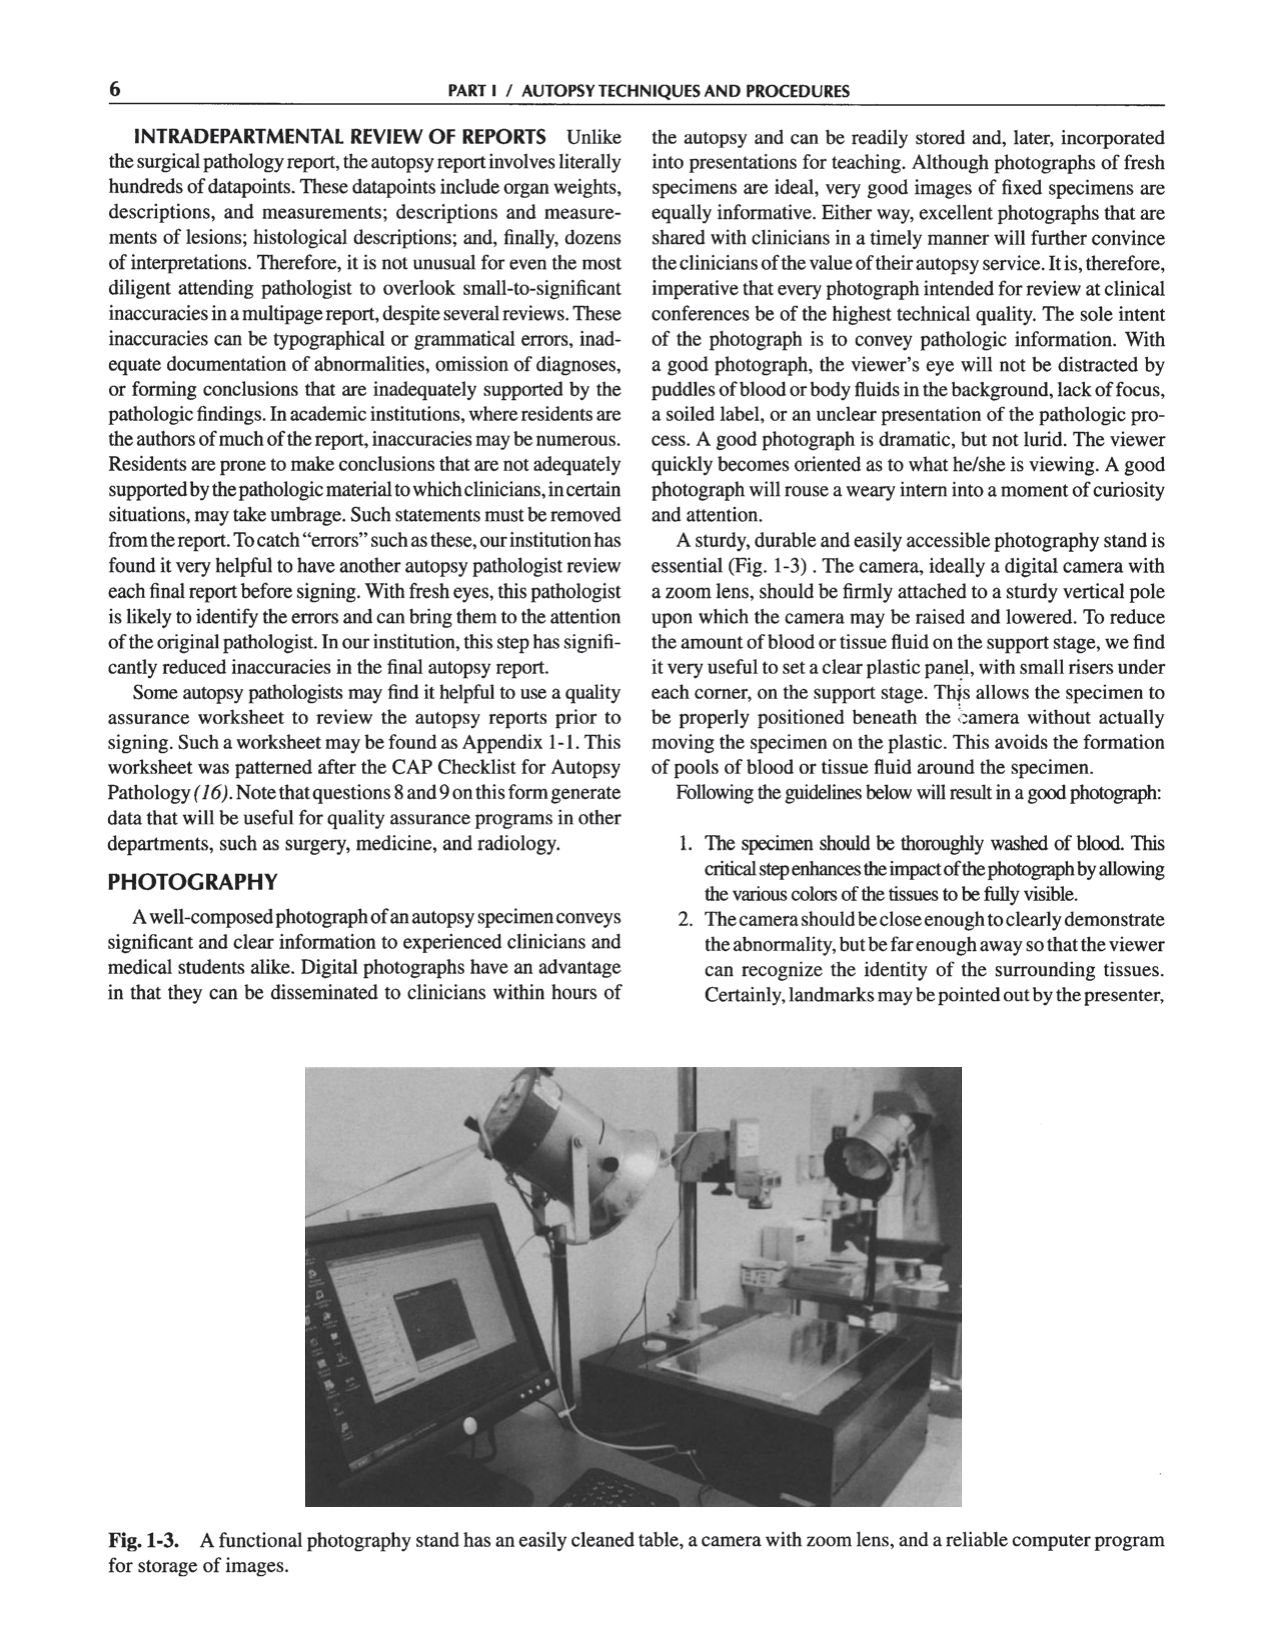 6
PART I / AUTOPSY TECHNIQUES AND PROCEDURES
INTRADEPARTMENTAL REVIEW OF REPORTS Unlike
the surgical pathology report, the autopsy report involves literally
hundreds of datapoints. These datapoints include organ weights,
descriptions, and measurements; descriptions and measure-
ments of lesions; histological descriptions; and, finally, dozens
of interpretations. Therefore, it is not unusual for even the most
diligent attending pathologist to overlook small-to-significant
inaccuracies in a multipage report, despite several reviews. These
inaccuracies can be typographical or grammatical errors, inad-
equate documentation of abnormalities, omission of diagnoses,
or forming conclusions that are inadequately supported by the
pathologic findings. In academic institutions, where residents are
the authors of much of the report, inaccuracies may be numerous.
Residents are prone to make conclusions that are not adequately
supported by the pathologic material to which clinicians, in certain
situations, may take umbrage. Such statements must be removed
from the report. To catch “errors” such as these, our institution has
found it very helpful to have another autopsy pathologist review
each final report before signing. With fresh eyes, this pathologist
is likely to identify the errors and can bring them to the attention
of the original pathologist. In our institution, this step has signifi-
cantly reduced inaccuracies in the final autopsy report.
Some autopsy pathologists may find it helpful to use a quality
assurance worksheet to review the autopsy reports prior to
signing. Such a worksheet may be found as Appendix 1-1. This
worksheet was patterned after the CAP Checklist for Autopsy
Pathology (16). Note that questions 8 and 9 on this form generate
data that will be useful for quality assurance programs in other
departments, such as surgery, medicine, and radiology.
PHOTOGRAPHY
A well-composed photograph of an autopsy specimen conveys
significant and clear information to experienced clinicians and
medical students alike. Digital photographs have an advantage
in that they can be disseminated to clinicians within hours of
the autopsy and can be readily stored and, later, incorporated
into presentations for teaching. Although photographs of fresh
specimens are ideal, very good images of fixed specimens are
equally informative. Either way, excellent photographs that are
shared with clinicians in a timely manner will further convince
the clinicians of the value of their autopsy service. It is, therefore,
imperative that every photograph intended for review at clinical
conferences be of the highest technical quality. The sole intent
of the photograph is to convey pathologic information. With
a good photograph, the viewer’s eye will not be distracted by
puddles of blood or body fluids in the background, lack of focus,
a soiled label, or an unclear presentation of the pathologic pro-
cess. A good photograph is dramatic, but not lurid. The viewer
quickly becomes oriented as to what he/she is viewing. A good
photograph will rouse a weary intern into a moment of curiosity
and attention.
A sturdy, durable and easily accessible photography stand is
essential (Fig. 1-3) . The camera, ideally a digital camera with
a zoom lens, should be firmly attached to a sturdy vertical pole
upon which the camera may be raised and lowered. To reduce
the amount of blood or tissue fluid on the support stage, we find
it very useful to set a clear plastic panel, with small risers under
each corner, on the support stage. This allows the specimen to
be properly positioned beneath the camera without actually
moving the specimen on the plastic. This avoids the formation
of pools of blood or tissue fluid around the specimen.
Following the guidelines below will result in a good photograph:
1. The specimen should be thoroughly washed of blood. This
critical step enhances the impact of the photograph by allowing
the various colors of the tissues to be fully visible.
2. The camera should be close enough to clearly demonstrate
the abnormality, but be far enough away so that the viewer
can recognize the identity of the surrounding tissues.
Certainly, landmarks may be pointed out by the presenter,
Fig. 1-3. A functional photography stand has an easily cleaned table, a camera with zoom lens, and a reliable computer program
for storage of images.